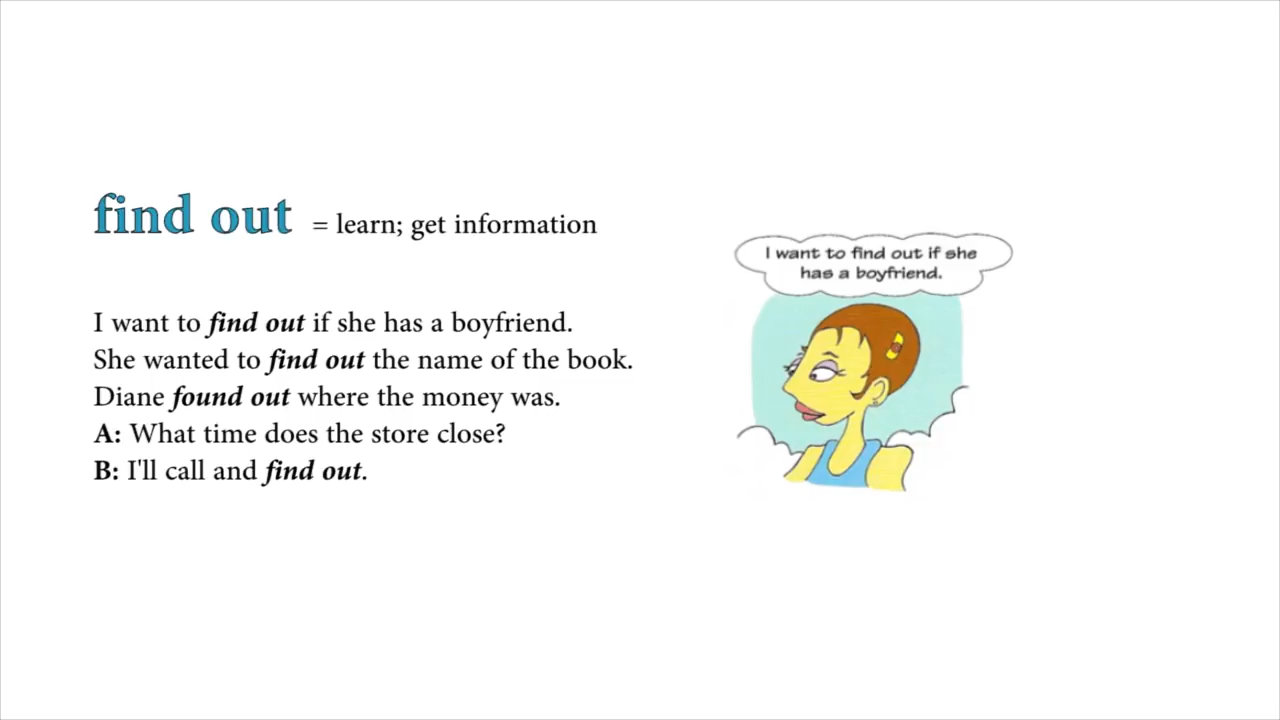 find out = learn; get information
I want to find out if she has a boyfriend.
She wanted to find out the name of the book.
Diane found out where the money was.
A: What time does the store close?
B: I'll call and find out.
I want to find out if she
has a boyfriend.